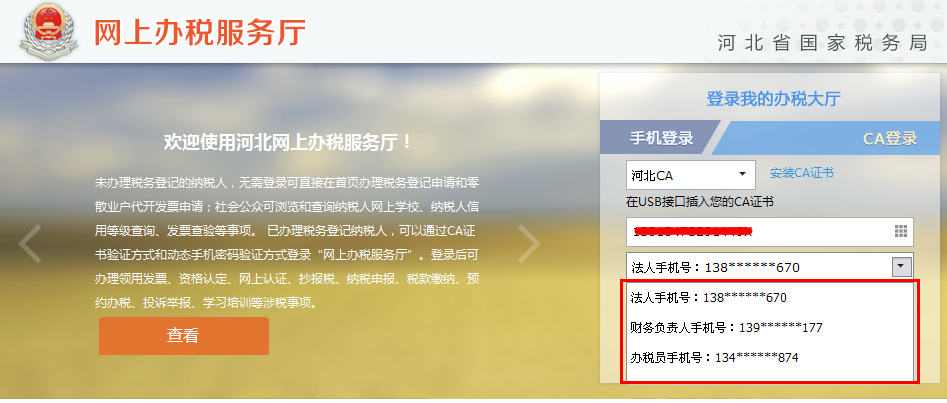 网上办税服务厅
河北省国家税务局
欢迎使用河北网上办税服务厅！
未办理税务登记的纳税人，无需登录可直接在首页办理税务登记申请和零
散业户代开发票申请；社会公众可浏览和查询纳税人网上学校、纳税人信
用等级查询、发票查验等事项。 已办理税务登记纳税人，可以通过CA证
书验证方式和动态手机密码验证方式登录“网上办税服务厅”。登录后可
办理领用发票、资格认定、网上认证、抄报税、纳税申报、税款缴纳、预
约办税、投诉举报、学习培训等涉税事项。
查看
登录我的办税大厅
手机登录
CA登录
河北CA
安装CA证书
在USB接口插入您的CA证书
法人手机号：138******670
法人手机号：138******670
财务负责人手机号：139******177
办税员手机号：134******874